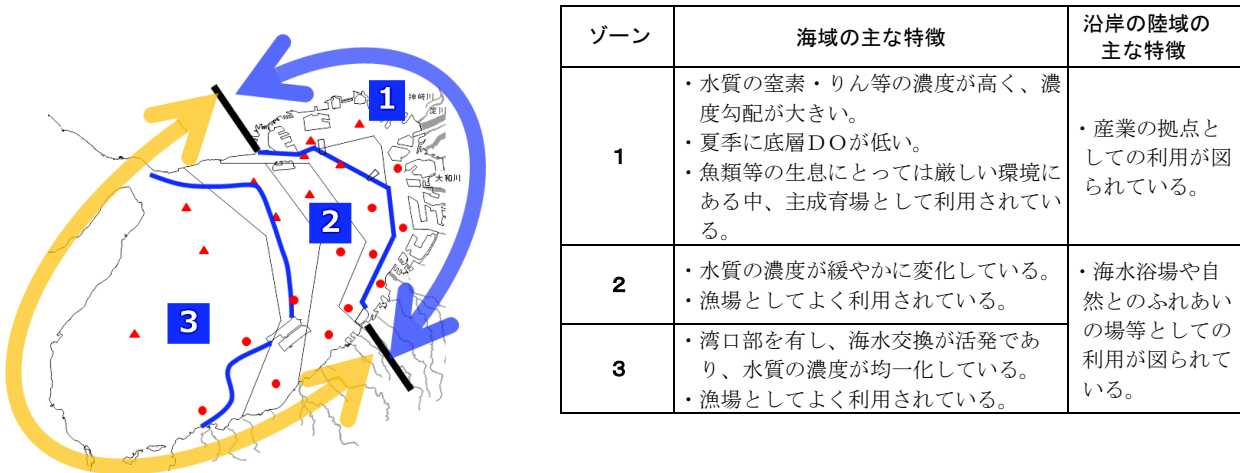 1
神崎川
淀川
大和川
2
3
ゾーン
海域の主な特徴
沿岸の陸域の
主な特徴
1
・水質の窒素・りん等の濃度が高く、濃
度勾配が大きい。
・夏季に底層ＤＯが低い。
・魚類等の生息にとっては厳しい環境に
ある中、主成育場として利用されてい
る。
・産業の拠点と
しての利用が図
られている。
2
・水質の濃度が緩やかに変化している。
・漁場としてよく利用されている。
・海水浴場や自
然とのふれあい
の場等としての
利用が図られて
いる。
3
・湾口部を有し、海水交換が活発であ
り、水質の濃度が均一化している。
・漁場としてよく利用されている。